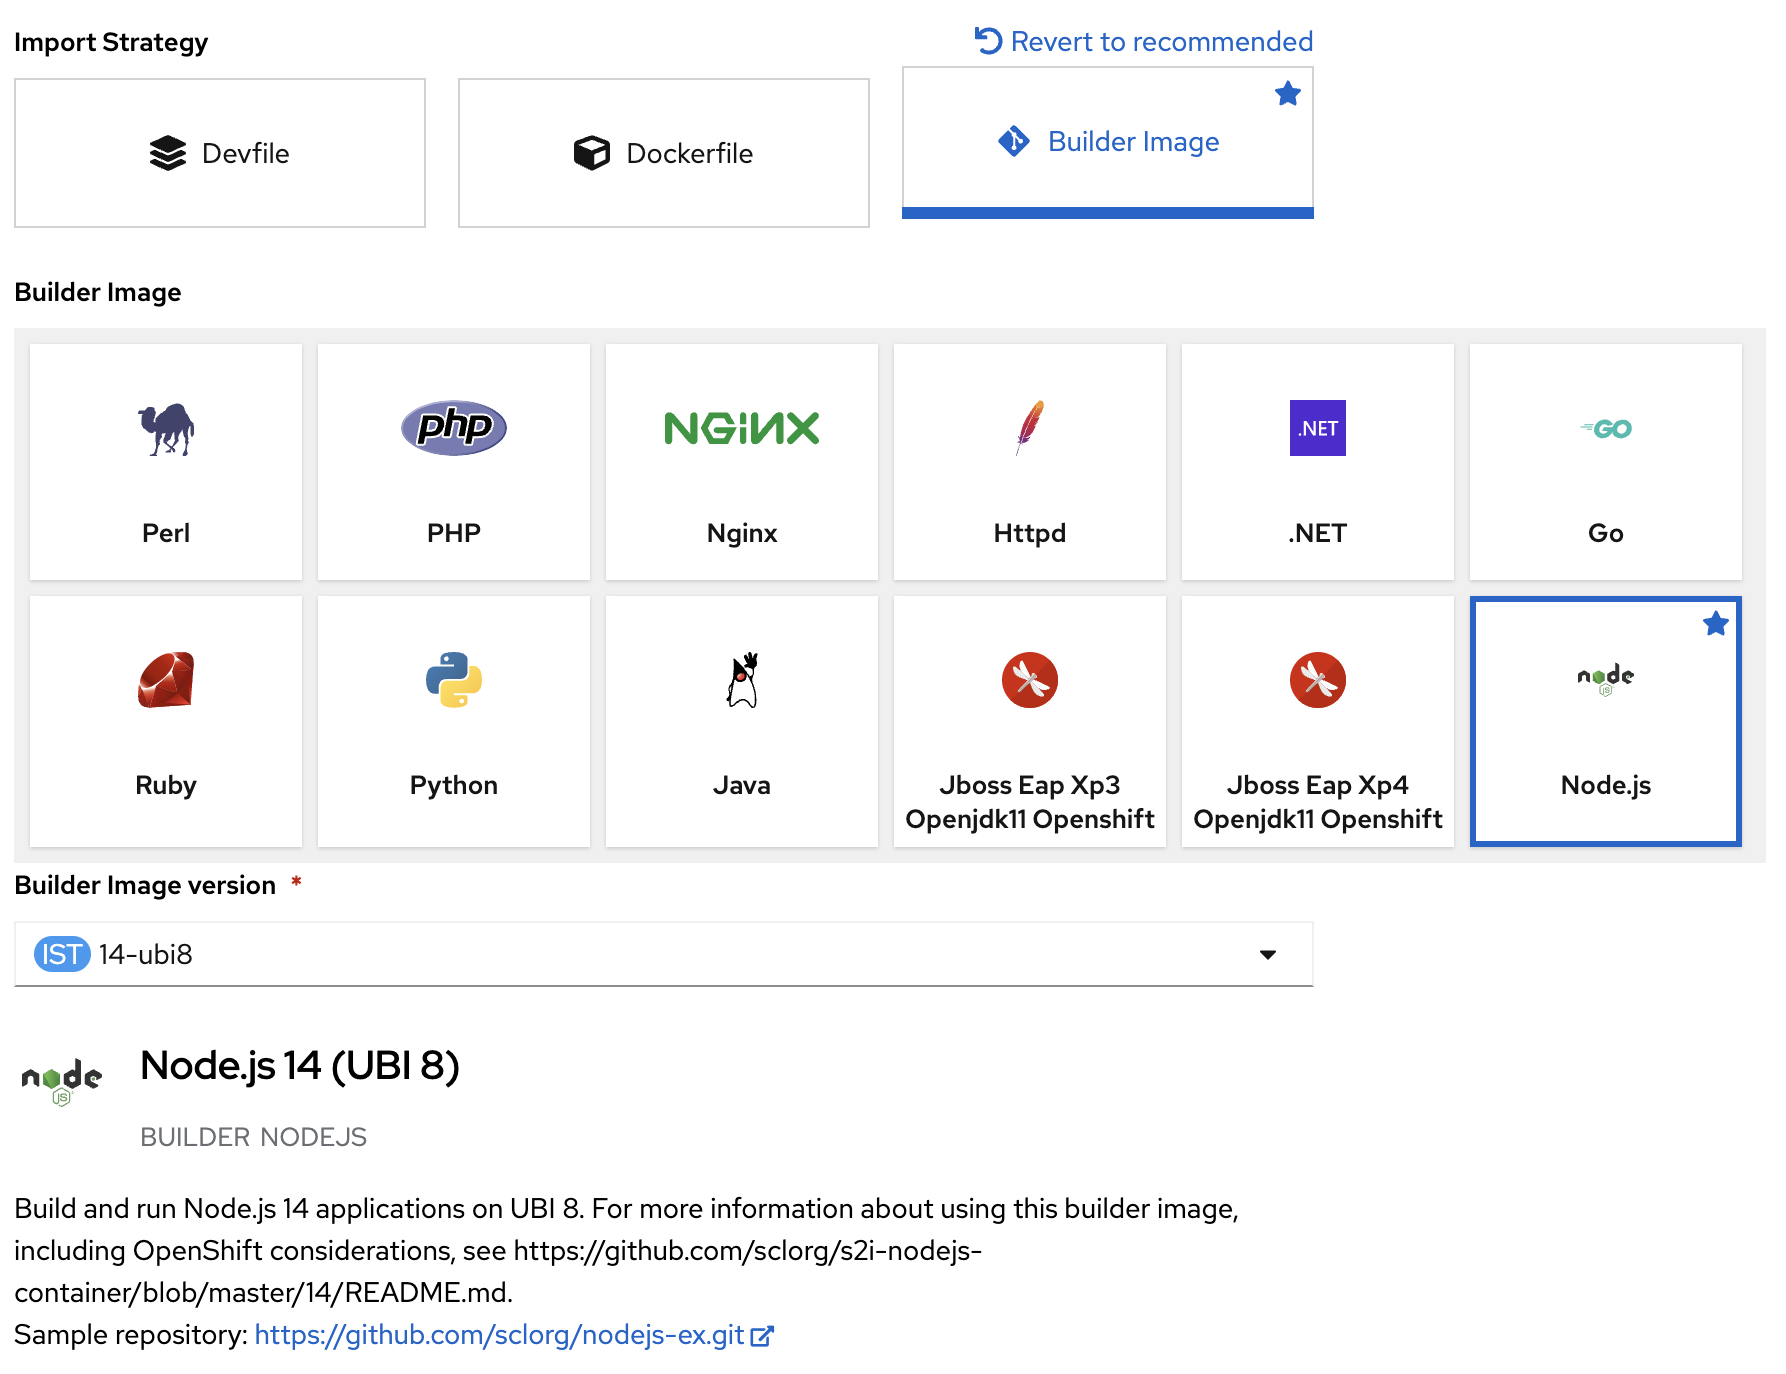 Import Strategy
Revert to recommended
Devfile
Dockerfile
Builder Image
Builder Image
php
NGINX
.NET
GO
Perl
PHP
Nginx
Httpd
.NET
Go
node
JS
Ruby
Python
Java
Jboss Eap Xp3
Openjdk11 Openshift
Jboss Eap Xp4
Openjdk11 Openshift
Node.js
Builder Image version *
IST 14-ubi8
node
JS
Node.js 14 (UBI 8)
BUILDER NODEJS
Build and run Node.js 14 applications on UBI 8. For more information about using this builder image,
including OpenShift considerations, see https://github.com/sclorg/s2i-nodejs-
container/blob/master/14/README.md.
Sample repository: https://github.com/sclorg/nodejs-ex.git